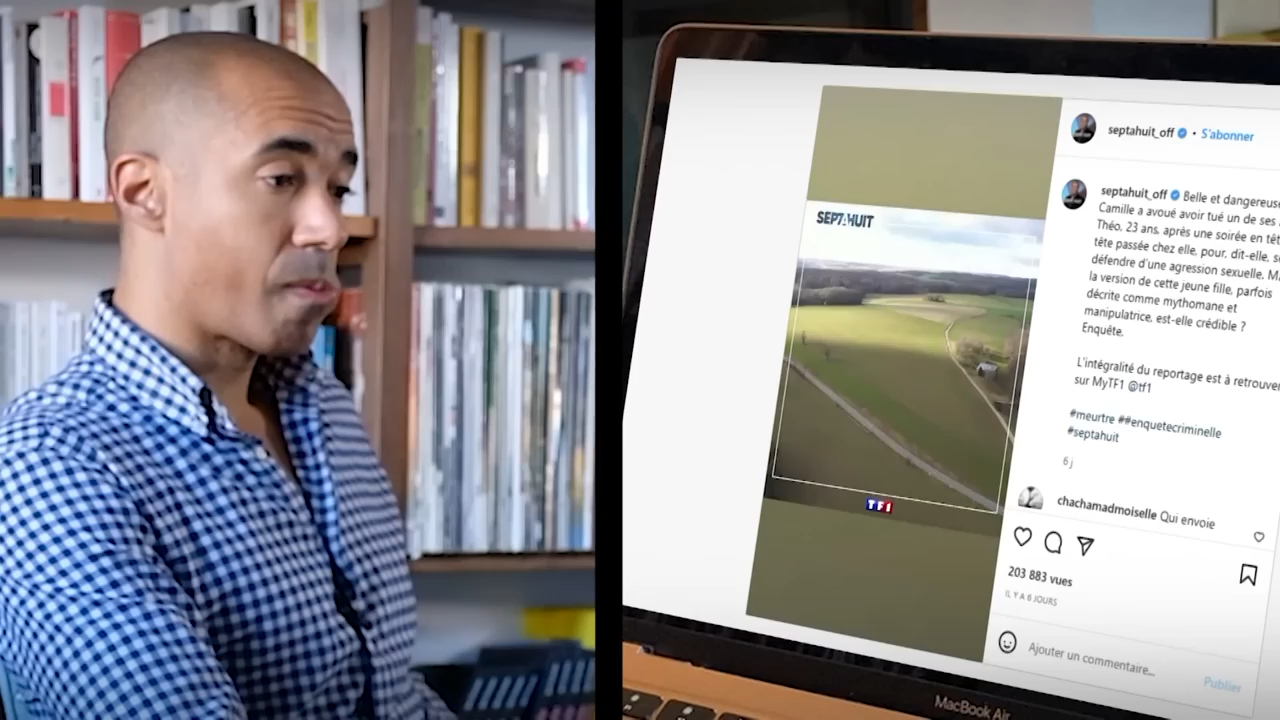 SEPTAHUIT
TF1
septahuit_off • S'abonner
septahuit_off Belle et dangereuse
Camille a avoué avoir tué un de ses
Théo, 23 ans, après une soirée en têt
tête passée chez elle, pour, dit-elle, s
défendre d'une agression sexuelle. M
la version de cette jeune fille, parfois
décrite comme mythomane et
manipulatrice, est-elle crédible ?
Enquête.
L'intégralité du reportage est à retrouver
sur MyTF1 @tf1
#meurtre ##enquetecriminelle
#septahuit
6 j
chachamadmoiselle Qui envoie
203 883 vues
IL Y A 6 JOURS
Ajouter un commentaire...
Publier
MacBook Air